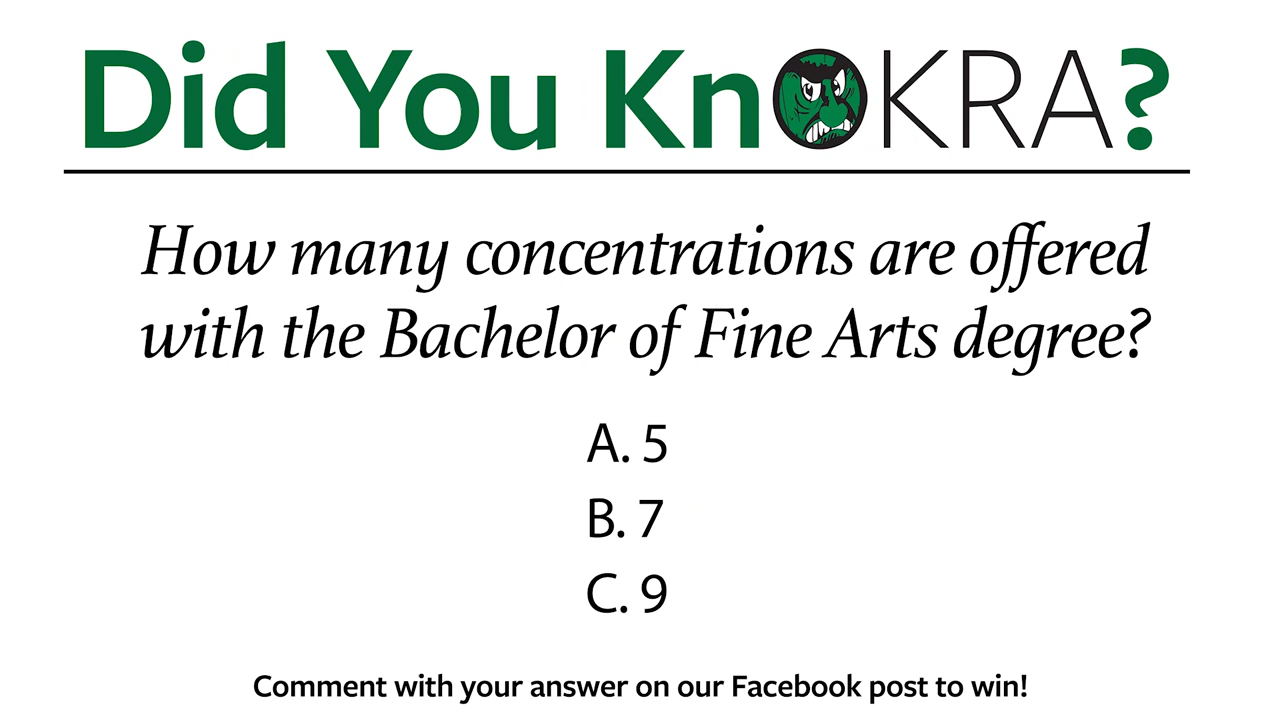 Did You KnOKRA?
How many concentrations are offered
with the Bachelor of Fine Arts degree?
A. 5
B. 7
C. 9
Comment with your answer on our Facebook post to win!